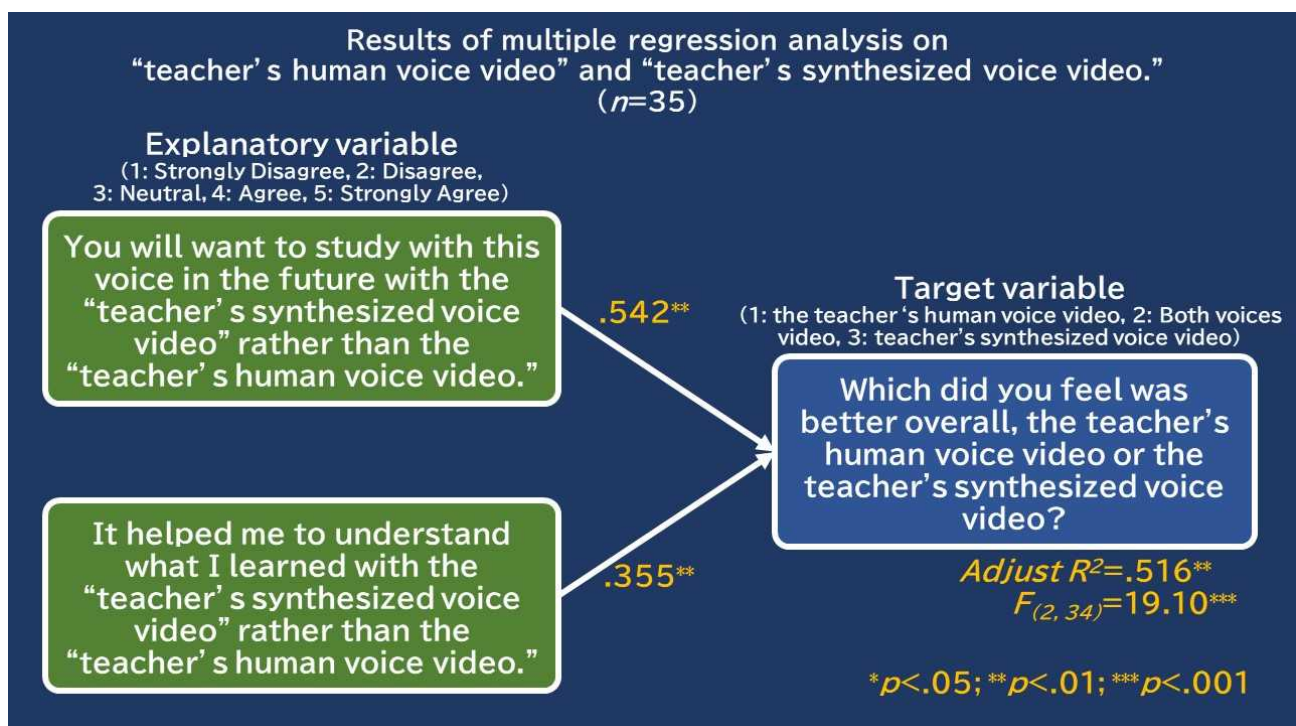 Results of multiple regression analysis on
“teacher’s human voice video” and “teacher’s synthesized voice video.”
(n=35)
Explanatory variable
(1: Strongly Disagree, 2: Disagree,
3: Neutral, 4: Agree, 5: Strongly Agree)
You will want to study with this
voice in the future with the
“teacher’s synthesized voice
video” rather than the
“teacher’s human voice video.”
.542**
It helped me to understand
what I learned with the
“teacher’s synthesized voice
video” rather than the
“teacher’s human voice video.”
.355**
Target variable
(1: the teacher‘s human voice video, 2: Both voices
video, 3: teacher’s synthesized voice video)
Which did you feel was
better overall, the teacher’s
human voice video or the
teacher’s synthesized voice
video?
Adjust R²=.516**
F(2, 34)=19.10***
*p<.05; **p<.01; ***p<.001